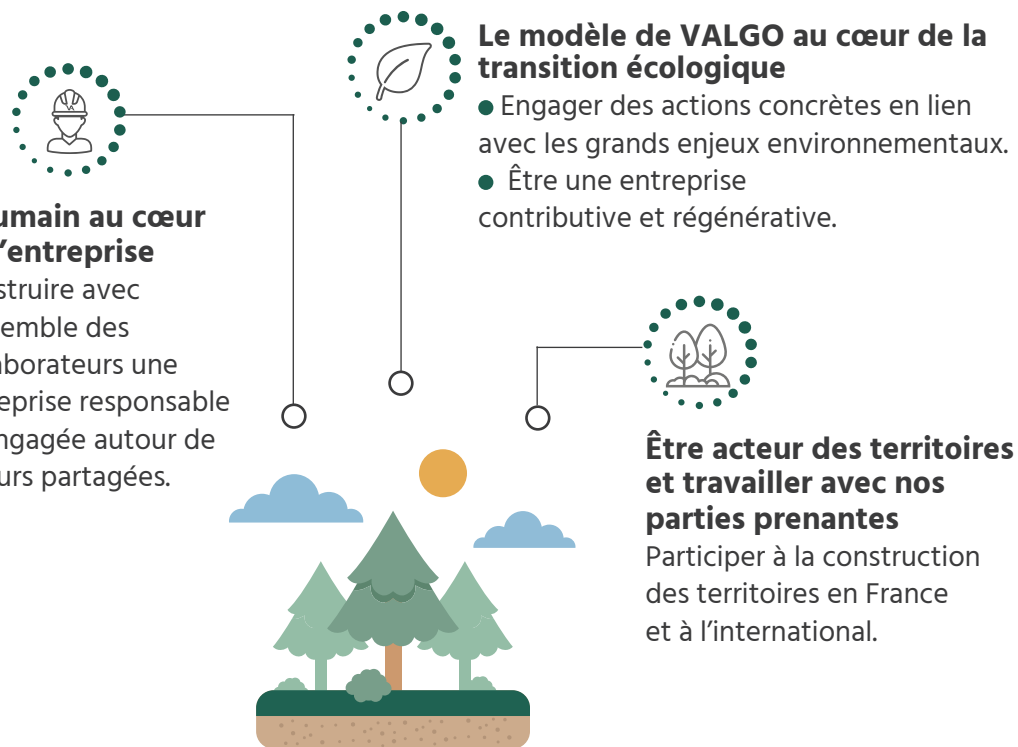 Le modèle de VALGO au cœur de la
transition écologique
● Engager des actions concrètes en lien
avec les grands enjeux environnementaux.
● Être une entreprise
contributive et régénérative.
umain au cœur
’entreprise
struire avec
emble des
aborateurs une
eprise responsable
ngagée autour de
urs partagées.
Être acteur des territoires
et travailler avec nos
parties prenantes
Participer à la construction
des territoires en France
et à l’international.